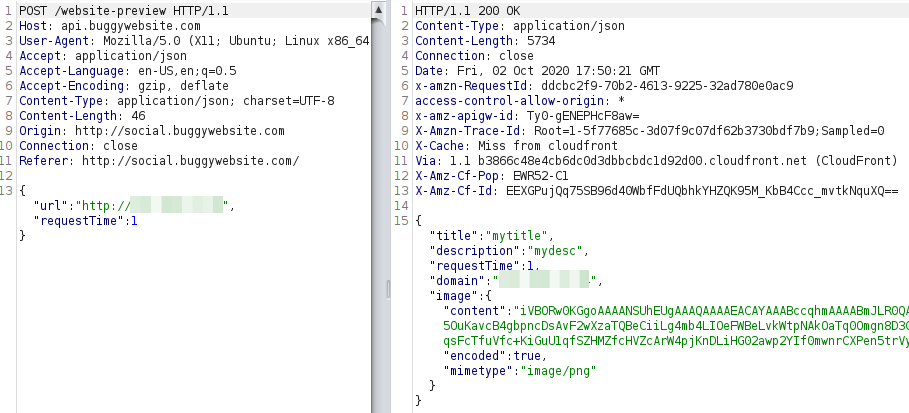 1 POST /website-preview HTTP/1.1
2 Host: api.buggywebsite.com
3 User-Agent: Mozilla/5.0 (X11; Ubuntu; Linux x86_64
4 Accept: application/json
5 Accept-Language: en-US,en;q=0.5
6 Accept-Encoding: gzip, deflate
7 Content-Type: application/json; charset=UTF-8
8 Content-Length: 46
9 Origin: http://social.buggywebsite.com
10 Connection: close
11 Referer: http://social.buggywebsite.com/
12
13 {
"url":"http://",
"requestTime":1
}
1 HTTP/1.1 200 OK
2 Content-Type: application/json
3 Content-Length: 5734
4 Connection: close
5 Date: Fri, 02 Oct 2020 17:50:21 GMT
6 x-amzn-RequestId: ddcbc2f9-70b2-4613-9225-32ad780e0ac9
7 access-control-allow-origin: *
8 x-amz-apigw-id: Ty0-gENEPHcF8aw=
9 X-Amzn-Trace-Id: Root=1-5f77685c-3d07f9c07df62b3730bdf7b9;Sampled=0
10 X-Cache: Miss from cloudfront
11 Via: 1.1 b3866c48e4cb6dc0d3dbbcbdc1d92d00.cloudfront.net (CloudFront)
12 X-Amz-Cf-Pop: EWR52-C1
13 X-Amz-Cf-Id: EEXGPujQq75SB96d40WbfFdUQbhkYHZQK95M_KbB4Ccc_mvtkNquXQ==
14
15 {
"title":"mytitle",
"description":"mydesc",
"requestTime":1,
"domain":"",
"image":{
"content":"iVBORw0KGgoAAAANSUhEUgAAAQAAAAEACAYAAABccqhmAAAABmJLR0QA
5OuKavcB4gbpncDsAvF2wXzaTQBeCiiLg4mb4LIOeFWBeLvkWtpNAkOaTq0Omgn8D3C
qsFcTfuVfc+KiGuU1qfSZHMZfcHVZcArW4pjKnDLiHG02awp2YIf0mwnrCXPen5trVy
"encoded":true,
"mimetype":"image/png"
}
}